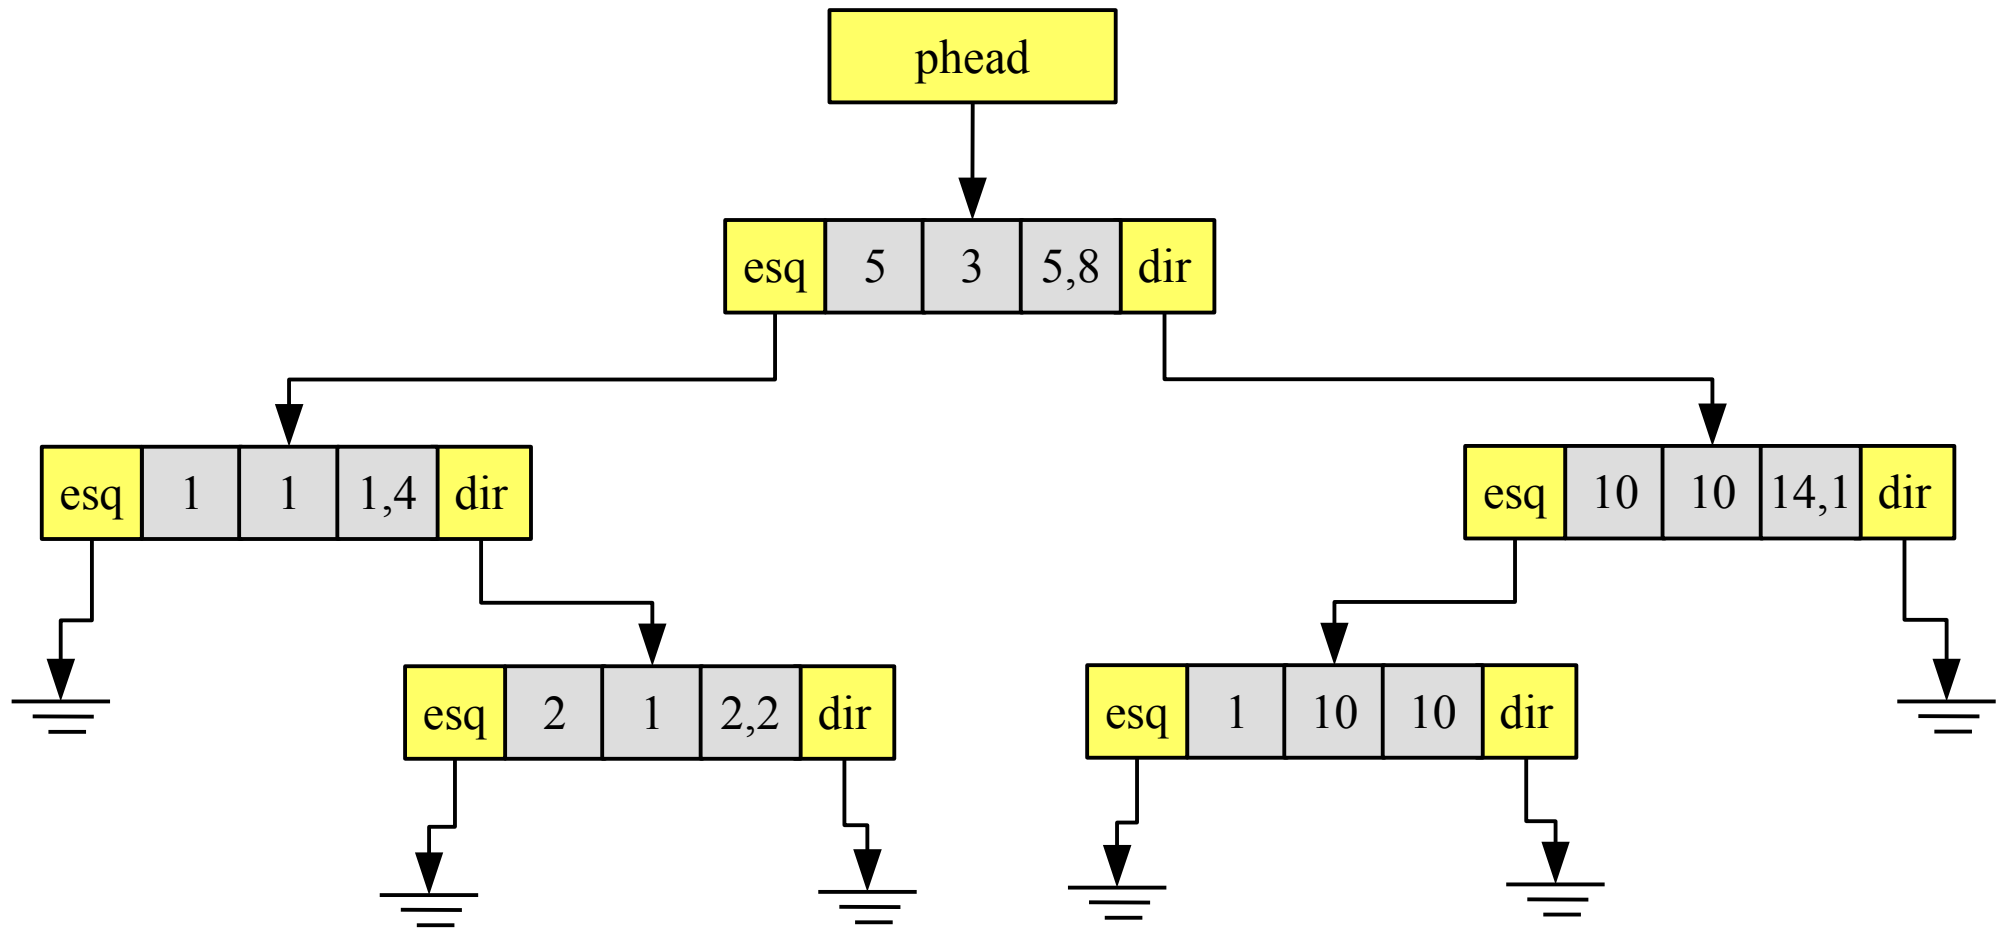 phead
esq 5 3 5,8 dir
esq 1 1 1,4 dir
esq 10 10 14,1 dir
esq 2 1 2,2 dir
esq 1 10 10 dir